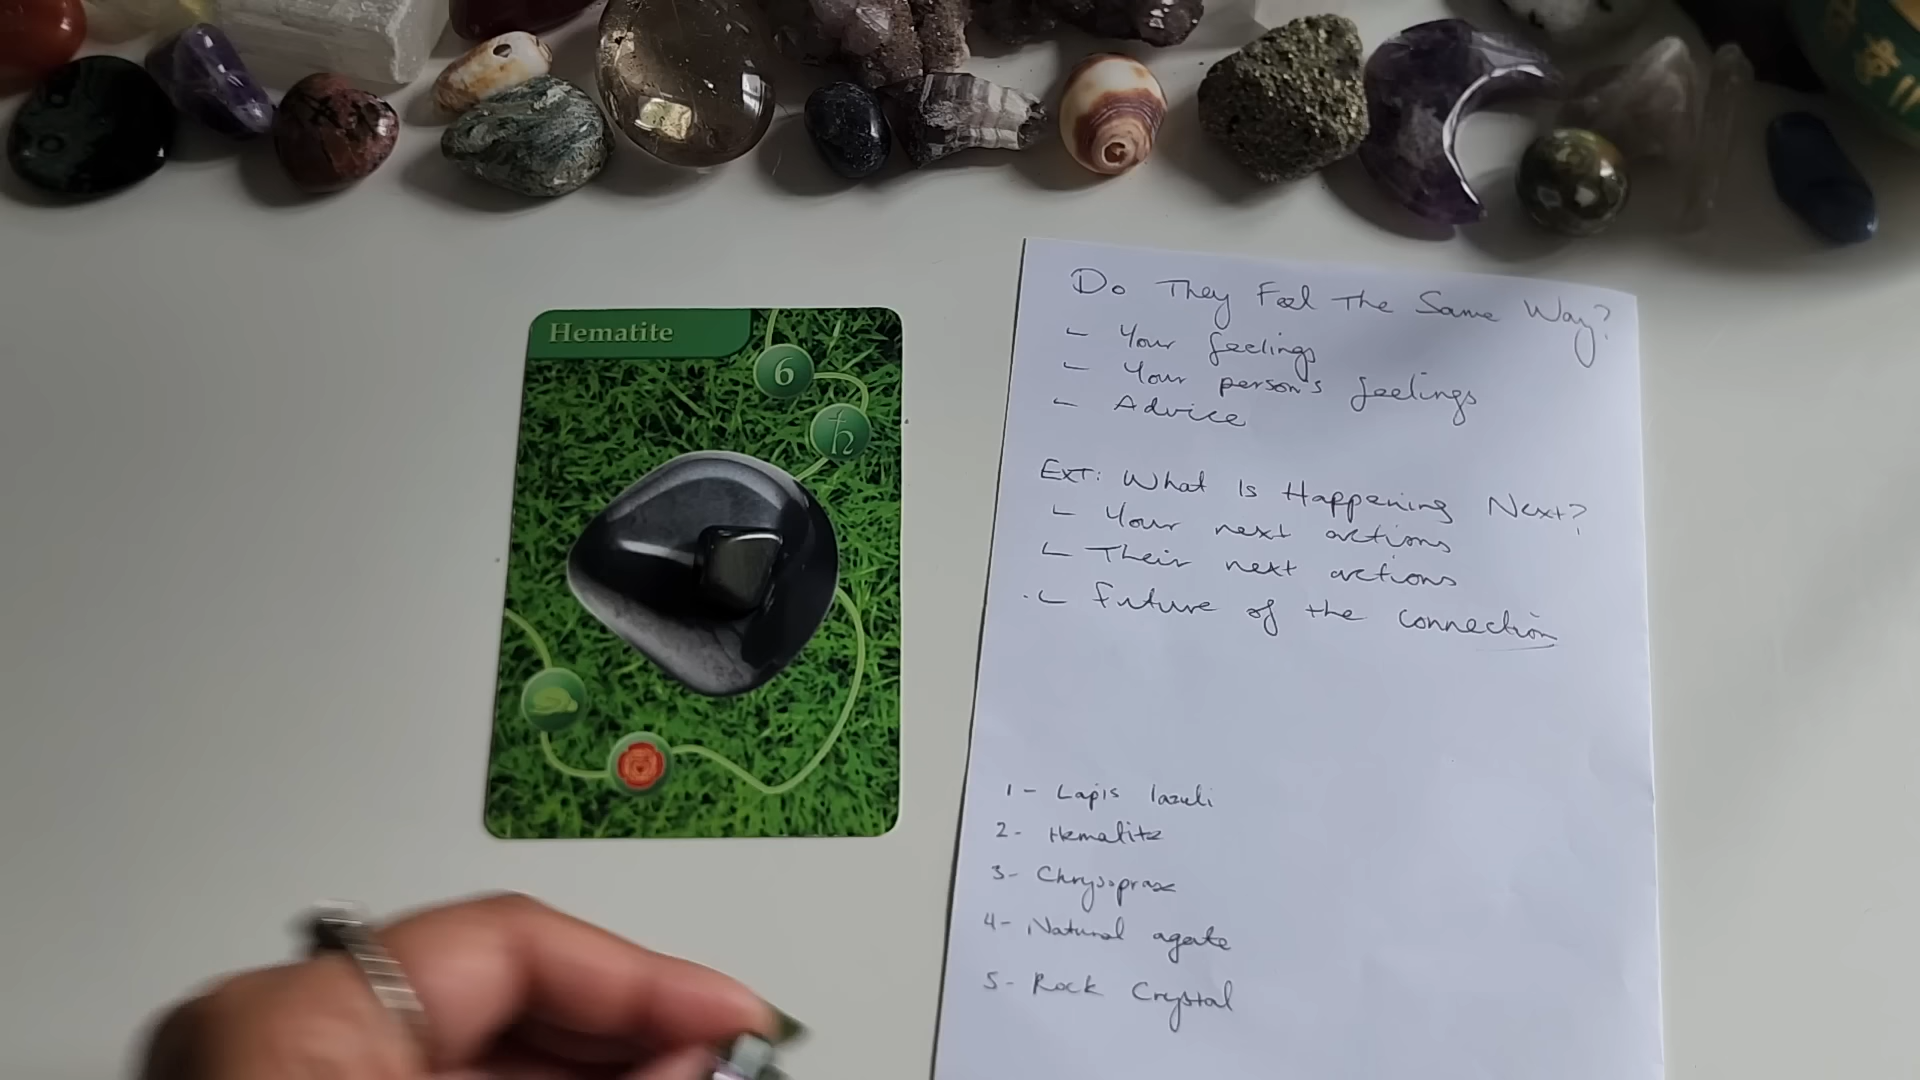 Hematite
6
Do They Feel The Same Way?
- Your feelings
- Your person's feelings
- Advice
Ext: What Is Happening Next?
- Your next actions
- Their next actions
- Future of the connection
1- Lapis lazuli
2- Hematite
3- Chrysoprase
4- Natural agate
5- Rock Crystal